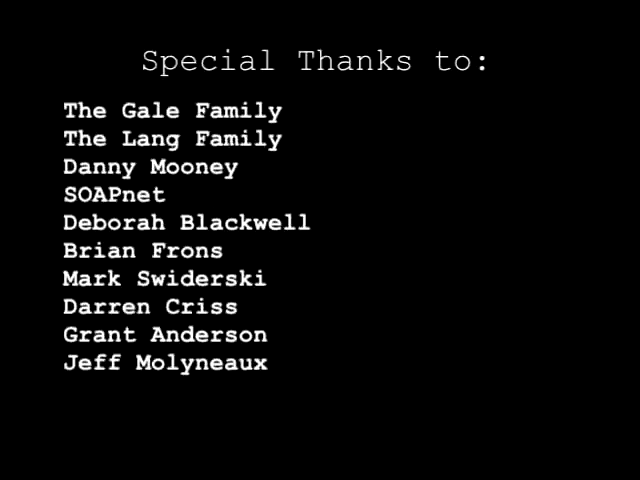 Special Thanks to:
The Gale Family
The Lang Family
Danny Mooney
SOAPnet
Deborah Blackwell
Brian Frons
Mark Swiderski
Darren Criss
Grant Anderson
Jeff Molyneaux